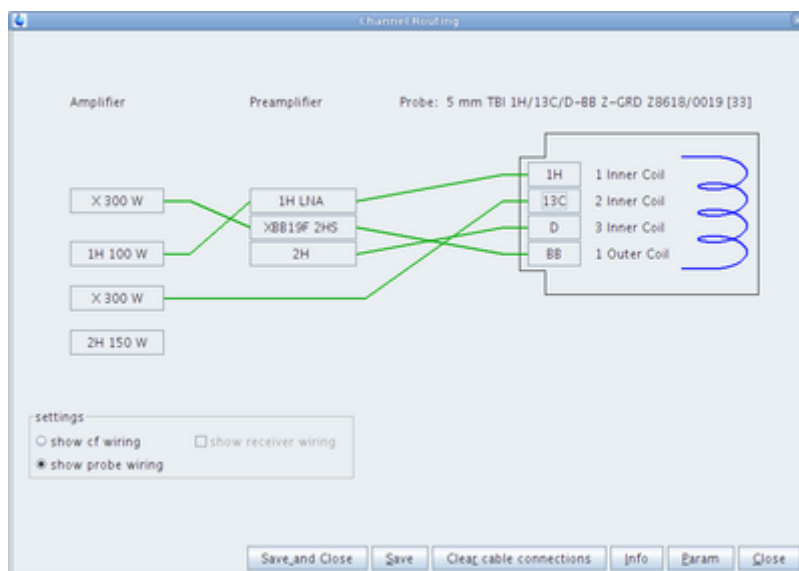 Channel Routing
Amplifier Preamplifier Probe: 5 mm TBI 1H/13C/D-BB Z-GRD Z8618/0019 [33]
1H 1 Inner Coil
X 300 W 1H LNA 13C 2 Inner Coil
XBB19F 2HS D 3 Inner Coil
1H 100 W 2H BB 1 Outer Coil
X 300 W
2H 150 W
settings
show cf wiring show receiver wiring
show probe wiring
Save and Close Save Clear cable connections Info Param Close